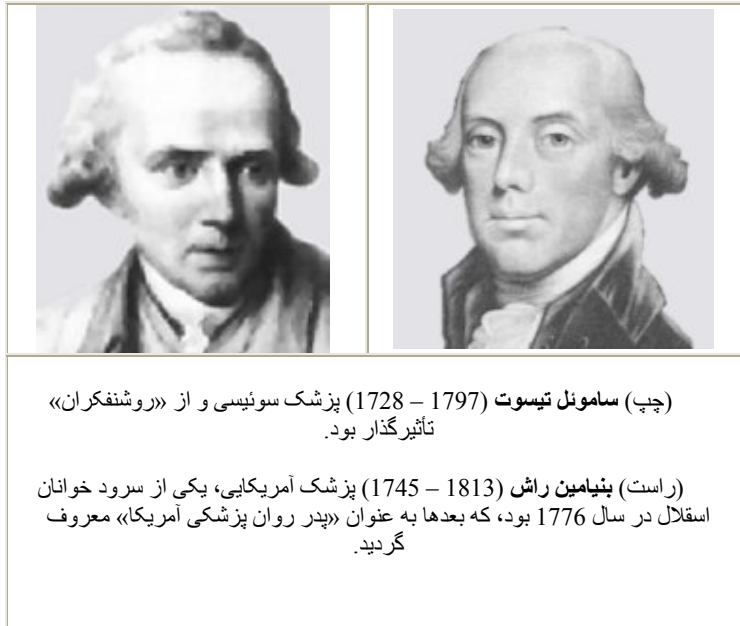 (چپ) ساموئل تیسوت (1797 – 1728) پزشک سوئیسی و از «روشنفکران»
تأثیرگذار بود.
(راست) بنیامین راش (1813 – 1745) پزشک آمریکایی، یکی از سرود خوانان
اسقلال در سال 1776 بود، که بعدها به عنوان «پدر روان پزشکی آمریکا» معروف
گردید.